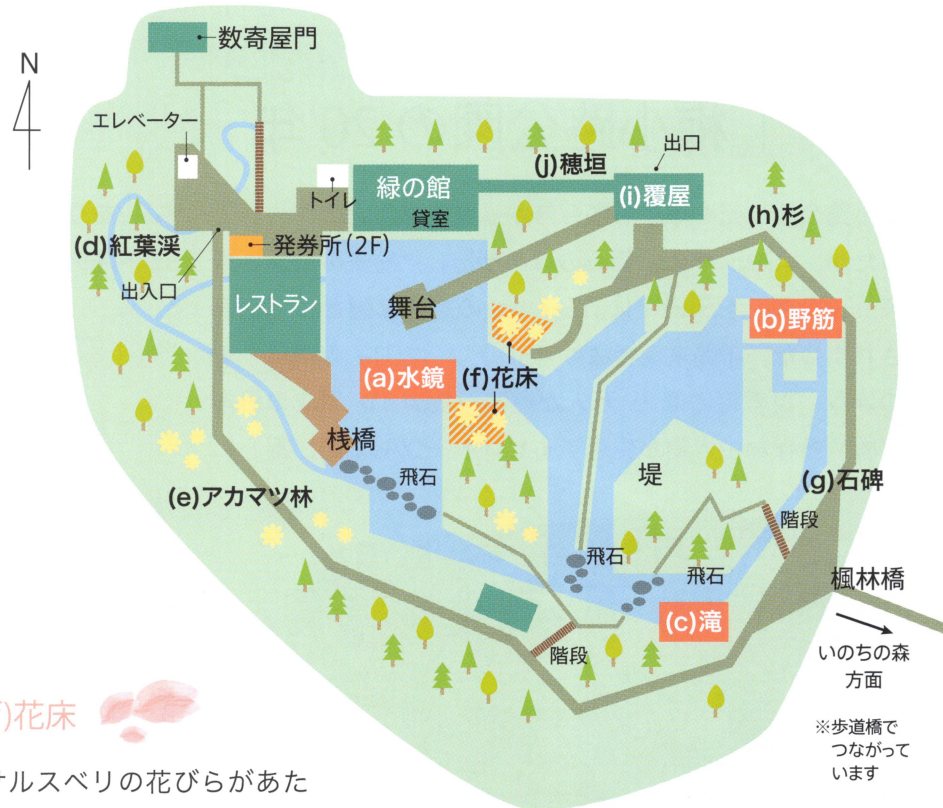 数寄屋門
N
エレベーター
トイレ
緑の館
貸室
(j)穂垣
出口
(i)覆屋
(h)杉
(d)紅葉渓
発券所(2F)
出入口
レストラン
舞台
(b)野筋
(a)水鏡
(f)花床
桟橋
飛石
堤
(e)アカマツ林
(g)石碑
階段
飛石
飛石
楓林橋
(c)滝
階段
いのちの森
方面
※歩道橋で
つながって
います
)花床
サルスベリの花びらがあた